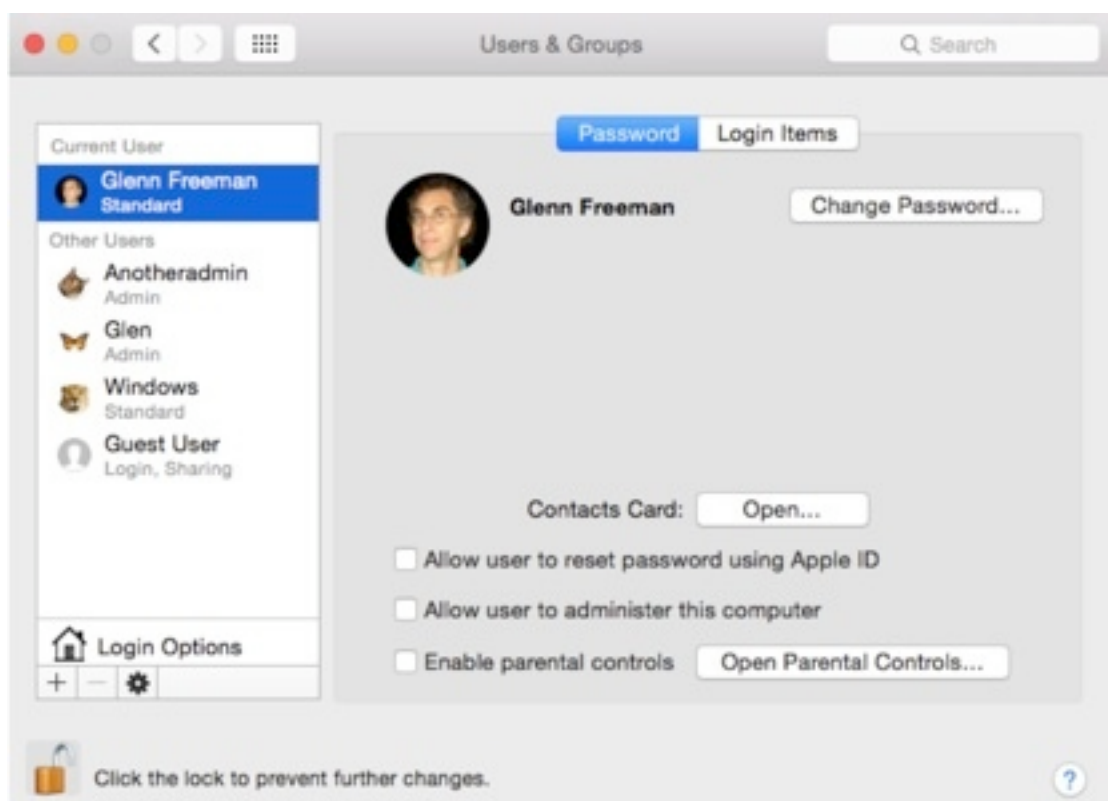 Users & Groups
Search
Current User
Glenn Freeman
Standard
Other Users
Anotheradmin
Admin
Glen
Admin
Windows
Standard
Guest User
Login, Sharing
Login Options
Password
Login Items
Glenn Freeman
Change Password...
Contacts Card:
Open...
Allow user to reset password using Apple ID
Allow user to administer this computer
Enable parental controls
Open Parental Controls...
Click the lock to prevent further changes.
?